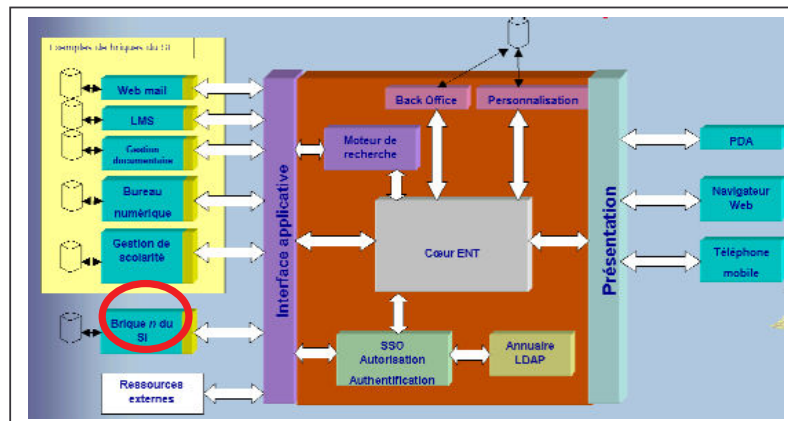 Exemples de briques du SI
Web mail
LMS
Gestion
documentaire
Bureau
numérique
Gestion de
scolarité
Brique n du
SI
Ressources
externes
Interface applicative
Back Office
Personnalisation
Moteur de
recherche
Cœur ENT
SSO
Autorisation
Authentification
Annuaire
LDAP
Présentation
PDA
Navigateur
Web
Téléphone
mobile